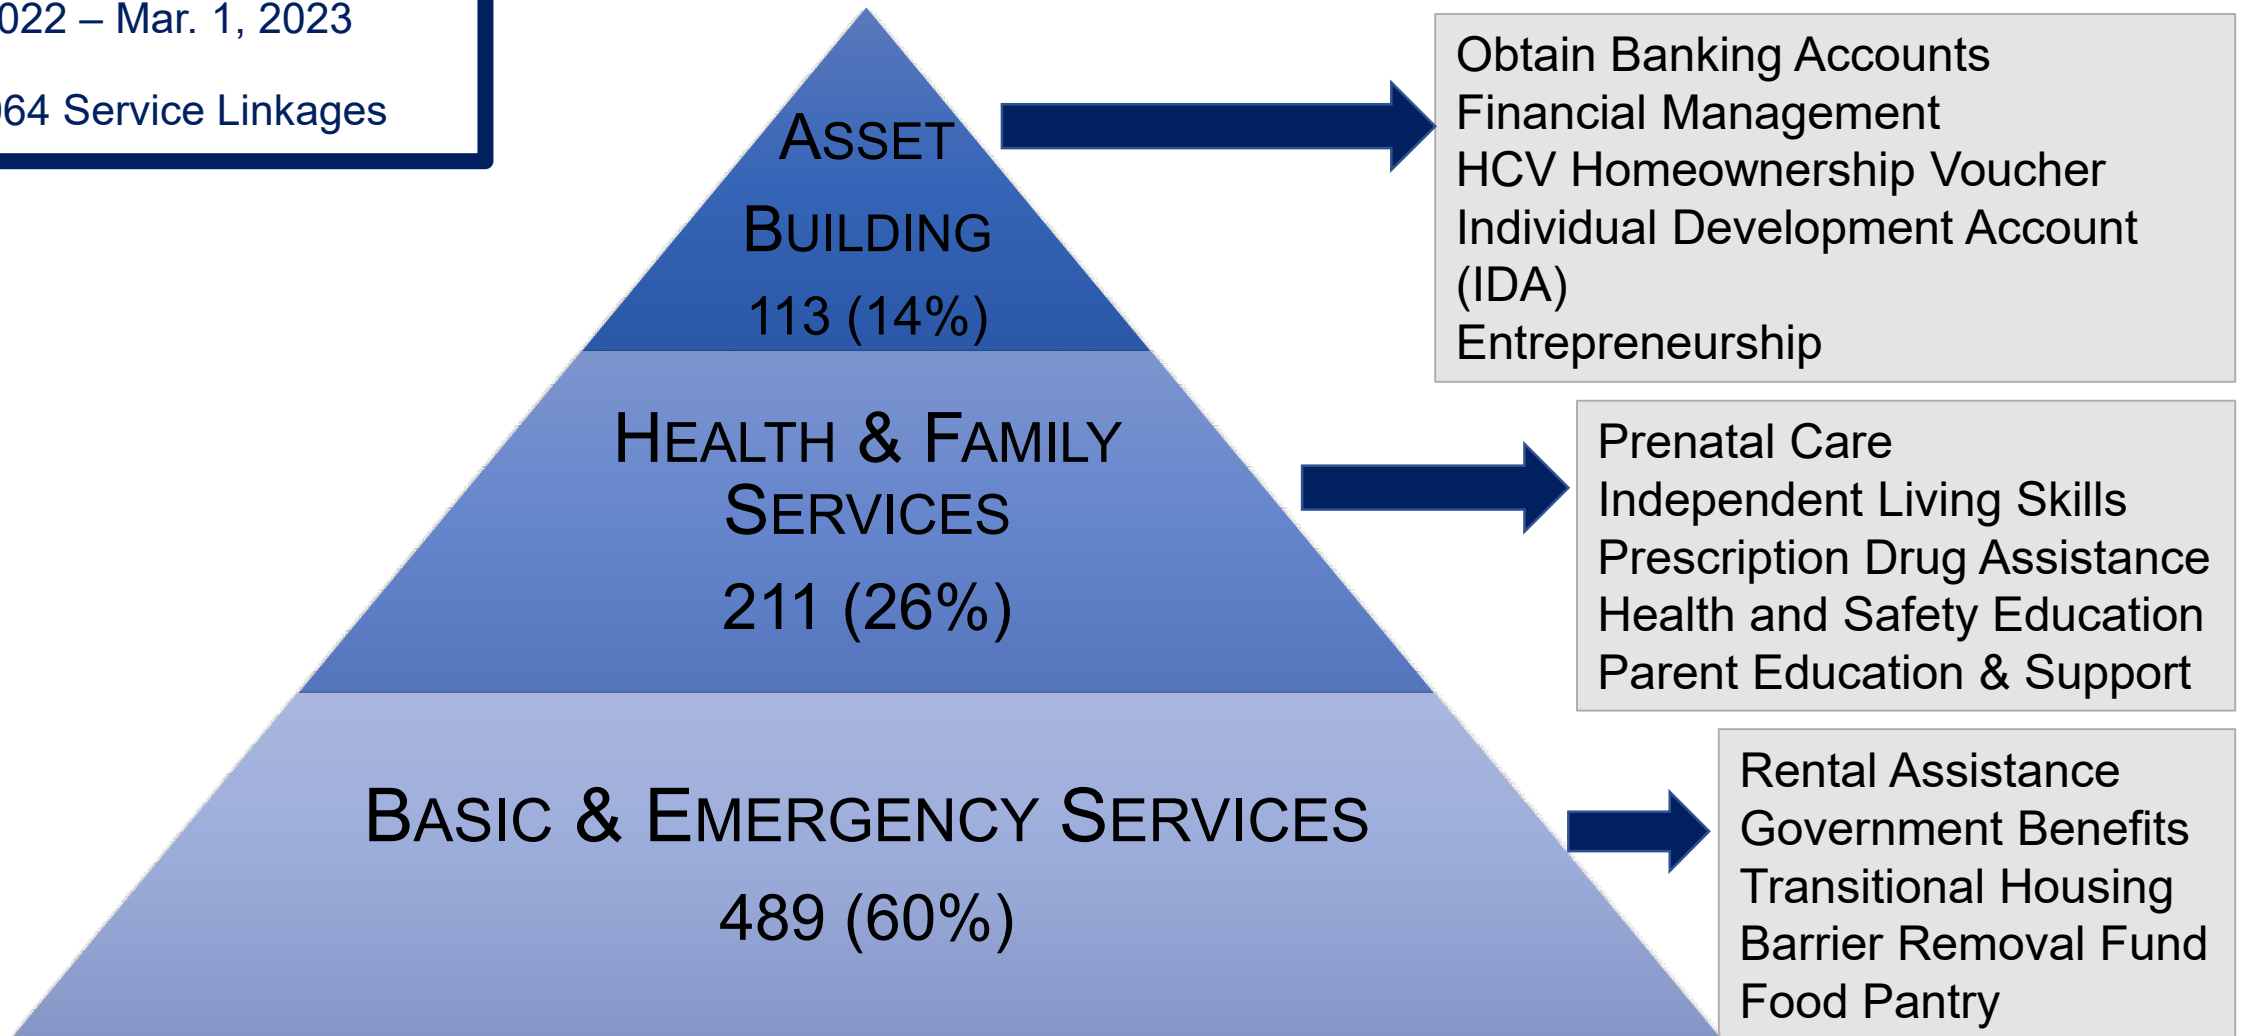 022 – Mar. 1, 2023
064 Service Linkages
ASSET
BUILDING
113 (14%)
HEALTH & FAMILY
SERVICES
211 (26%)
BASIC & EMERGENCY SERVICES
489 (60%)
Obtain Banking Accounts
Financial Management
HCV Homeownership Voucher
Individual Development Account
(IDA)
Entrepreneurship
Prenatal Care
Independent Living Skills
Prescription Drug Assistance
Health and Safety Education
Parent Education & Support
Rental Assistance
Government Benefits
Transitional Housing
Barrier Removal Fund
Food Pantry